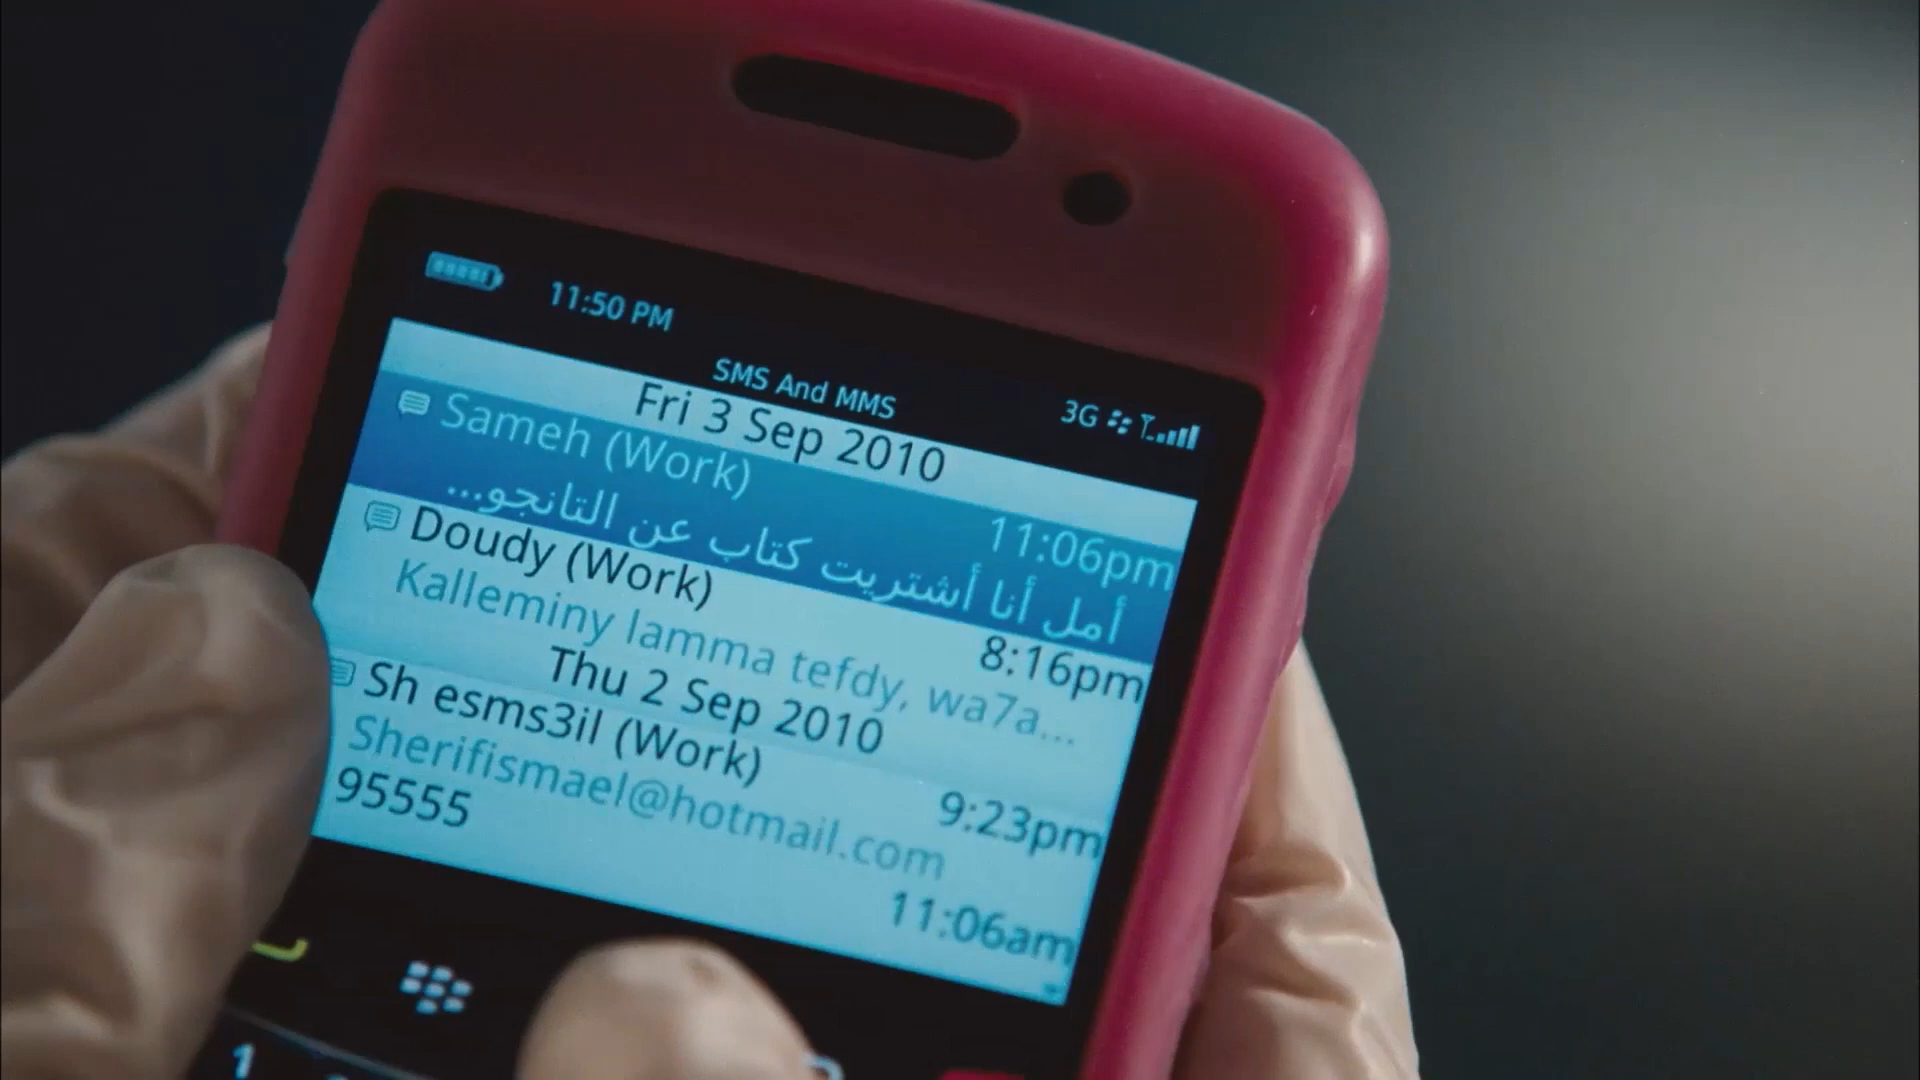 11:50 PM
SMS And MMS
3G
Fri 3 Sep 2010
Sameh (Work)
11:06pm
أمل أنا أشتريت كتاب عن التانجو...
Doudy (Work)
8:16pm
Kalleminy lamma tefdy, wa7a...
Thu 2 Sep 2010
Sh esms3il (Work)
9:23pm
Sherifismael@hotmail.com
95555
11:06am
1